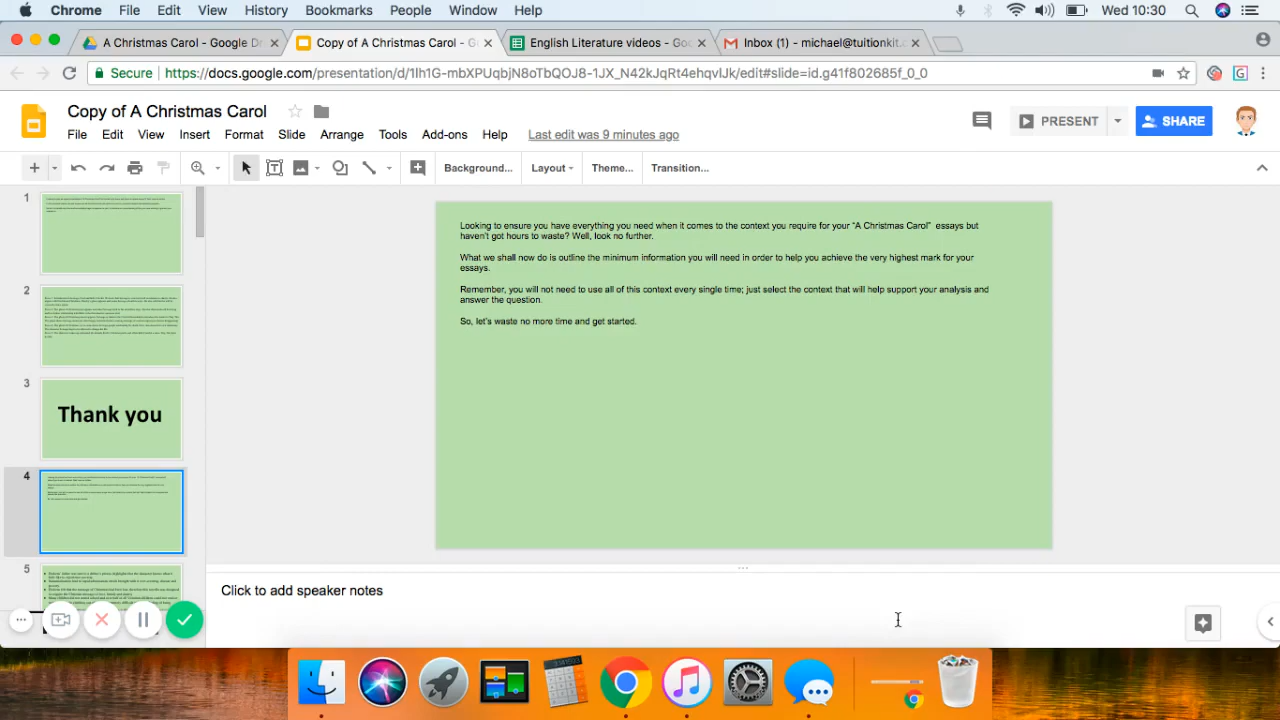 Chrome File Edit View History Bookmarks People Window Help Wed 10:30
A Christmas Carol - Google Dr
Copy of A Christmas Carol - G
English Literature videos - Goo
Inbox (1) - michael@tuitionkit.
Secure https://docs.google.com/presentation/d/1Ih1G-mbXPUqbjN8oTbQOJ8-1JX_N42kJqRt4ehqvIJk/edit#slide=id.g41f802685f_0_0
Copy of A Christmas Carol
File Edit View Insert Format Slide Arrange Tools Add-ons Help Last edit was 9 minutes ago
PRESENT
SHARE
Background... Layout Theme... Transition...
1
2
3
Thank you
4
5
Looking to ensure you have everything you need when it comes to the context you require for your “A Christmas Carol” essays but
haven't got hours to waste? Well, look no further.
What we shall now do is outline the minimum information you will need in order to help you achieve the very highest mark for your
essays.
Remember, you will not need to use all of this context every single time; just select the context that will help support your analysis and
answer the question.
So, let's waste no more time and get started.
Click to add speaker notes